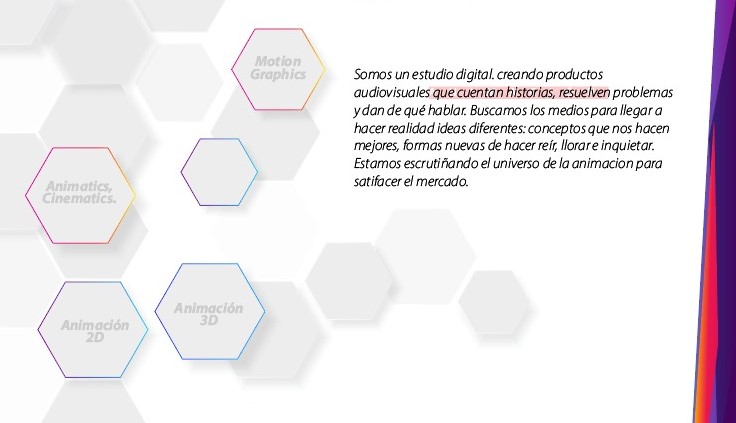 Motion
Graphics
Somos un estudio digital. creando productos
audiovisuales que cuentan historias, resuelven problemas
y dan de qué hablar. Buscamos los medios para llegar a
hacer realidad ideas diferentes: conceptos que nos hacen
mejores, formas nuevas de hacer reír, llorar e inquietar.
Estamos escrutiñando el universo de la animacion para
satifacer el mercado.
Animatics,
Cinematics.
Animación
3D
Animación
2D